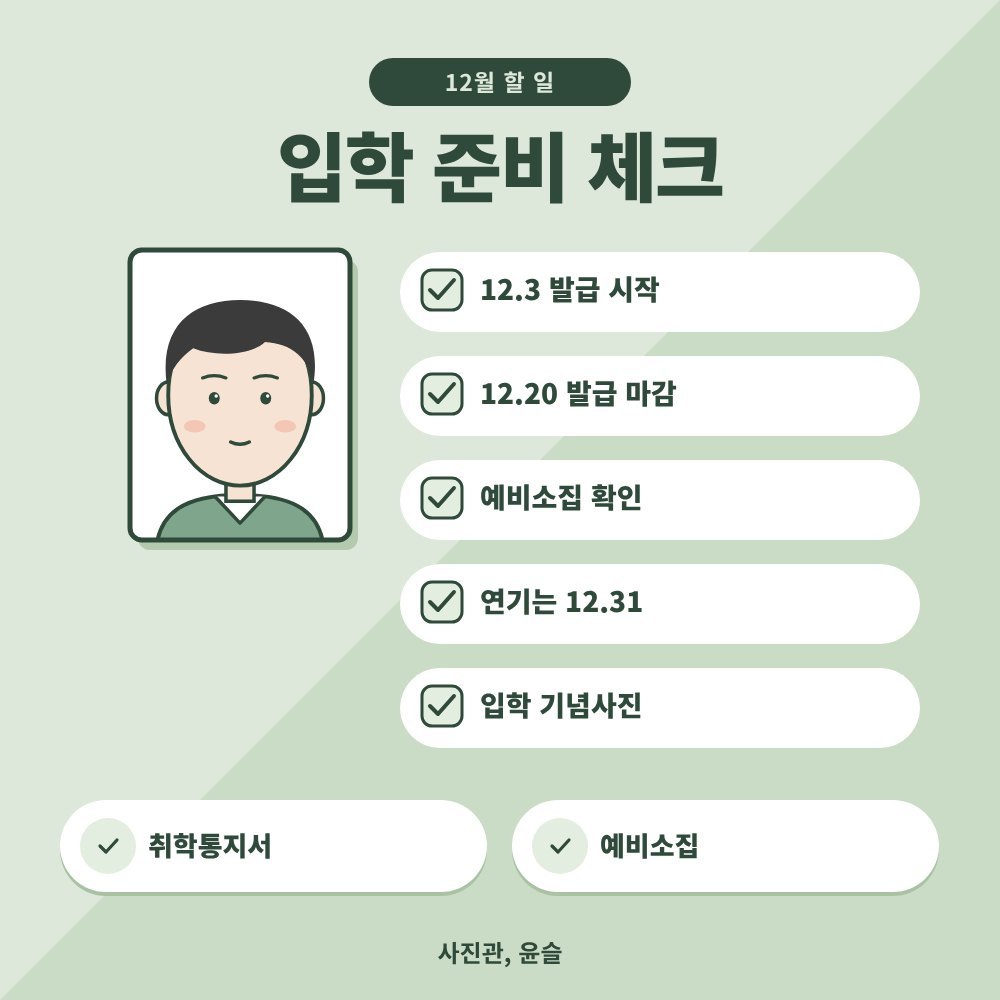 12월 할 일
입학 준비 체크
12.3 발급 시작
12.20 발급 마감
예비소집 확인
연기는 12.31
입학 기념사진
취학통지서
예비소집
사진관, 윤슬